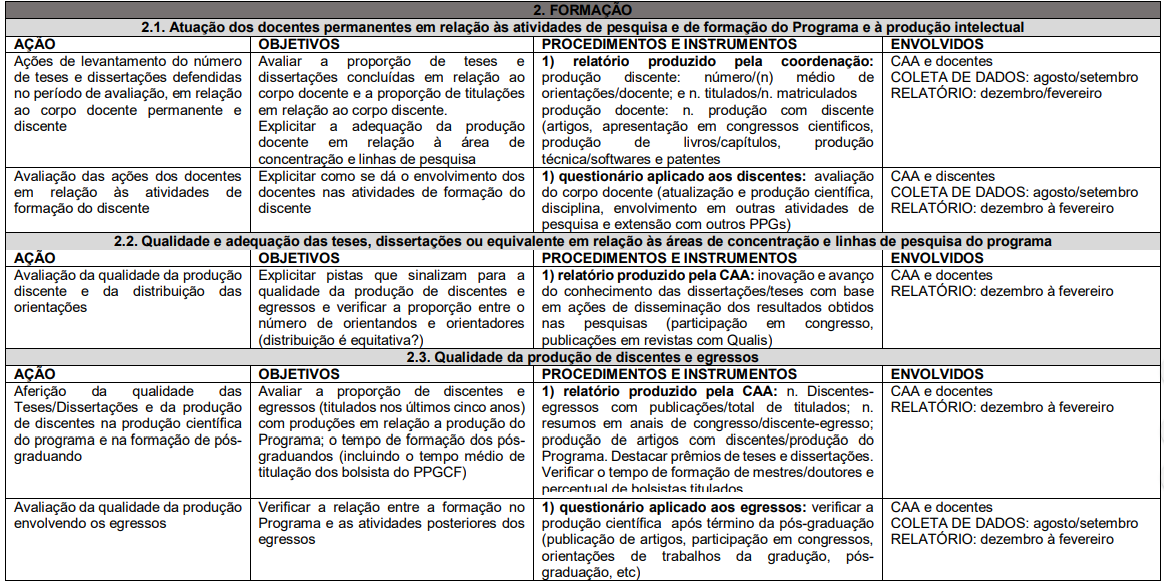 2. FORMAÇÃO
2.1. Atuação dos docentes permanentes em relação às atividades de pesquisa e de formação do Programa e à produção intelectual
AÇÃO
Ações de levantamento do número
de teses e dissertações defendidas
no período de avaliação, em relação
ao corpo docente permanente e
discente
OBJETIVOS
Avaliar a proporção de teses e
dissertações concluídas em relação ao
corpo docente e a proporção de titulações
em relação ao corpo discente.
Explicitar a adequação da produção
docente em relação à área de
concentração e linhas de pesquisa
PROCEDIMENTOS E INSTRUMENTOS
1) relatório produzido pela coordenação:
produção discente: número/(n) médio de
orientações/docente; e n. titulados/n. matriculados
produção docente: n. produção com discente
(artigos, apresentação em congressos cientificos,
produção de livros/capítulos, produção
técnica/softwares e patentes
ENVOLVIDOS
CAA e docentes
COLETA DE DADOS: agosto/setembro
RELATÓRIO: dezembro/fevereiro
Avaliação das ações dos docentes
em relação às atividades de
formação do discente
Explicitar como se dá o envolvimento dos
docentes nas atividades de formação do
discente
1) questionário aplicado aos discentes: avaliação
do corpo docente (atualização e produção científica,
disciplina, envolvimento em outras atividades de
pesquisa e extensão com outros PPGs)
CAA e discentes
COLETA DE DADOS: agosto/setembro
RELATÓRIO: dezembro à fevereiro
2.2. Qualidade e adequação das teses, dissertações ou equivalente em relação às áreas de concentração e linhas de pesquisa do programa
AÇÃO
Avaliação da qualidade da produção
discente e da distribuição das
orientações
OBJETIVOS
Explicitar pistas que sinalizam para a
qualidade da produção de discentes e
egressos e verificar a proporção entre o
número de orientandos e orientadores
(distribuição é equitativa?)
PROCEDIMENTOS E INSTRUMENTOS
1) relatório produzido pela CAA: inovação e avanço
do conhecimento das dissertações/teses com base
em ações de disseminação dos resultados obtidos
nas pesquisas (participação em congresso,
publicações em revistas com Qualis)
ENVOLVIDOS
CAA e docentes
RELATÓRIO: dezembro à fevereiro
2.3. Qualidade da produção de discentes e egressos
AÇÃO
Aferição da qualidade das
Teses/Dissertações e da produção
de discentes na produção científica
do programa e na formação de pós-
graduando
OBJETIVOS
Avaliar a proporção de discentes e
egressos (titulados nos últimos cinco anos)
com produções em relação a produção do
Programa; o tempo de formação dos pós-
graduandos (incluindo o tempo médio de
titulação dos bolsista do PPGCF)
PROCEDIMENTOS E INSTRUMENTOS
1) relatório produzido pela CAA: n. Discentes-
egressos com publicações/total de titulados; n.
resumos em anais de congresso/discente-egresso;
produção de artigos com discentes/produção do
Programa. Destacar prêmios de teses e dissertações.
Verificar o tempo de formação de mestres/doutores e
percentual de bolsistas titulados
ENVOLVIDOS
CAA e docentes
RELATÓRIO: dezembro à fevereiro
Avaliação da qualidade da produção
envolvendo os egressos
Verificar a relação entre a formação no
Programa e as atividades posteriores dos
egressos
1) questionário aplicado aos egressos: verificar a
produção científica após término da pós-graduação
(publicação de artigos, participação em congressos,
orientações de trabalhos da gradução, pós-
graduação, etc)
CAA e docentes
COLETA DE DADOS: agosto/setembro
RELATÓRIO: dezembro à fevereiro